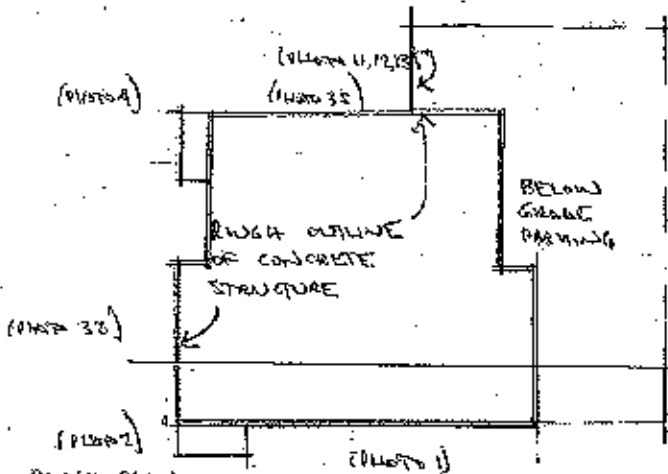 (PHOTO 11,12,13)
(PHOTO 4)
(PHOTO 35)
BELOW
GRADE
PARKING
ROUGH OUTLINE
OF CONCRETE
STRUCTURE
(PHOTO 38)
(PHOTO 2)
(PHOTO 1)